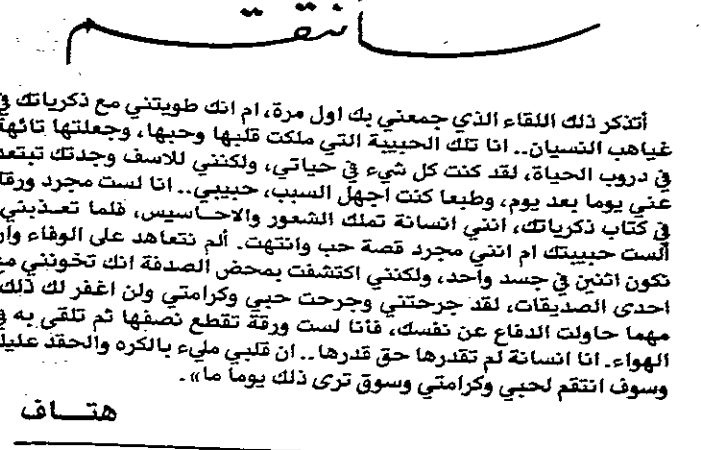 سأنتقم
أتذكر ذلك اللقاء الذي جمعني بك اول مرة، ام انك طويتني مع ذكرياتك في
غياهب النسيان.. انا تلك الحبيبة التي ملكت قلبها وحبها، وجعلتها تائهة
في دروب الحياة، لقد كنت كل شيء في حياتي، ولكنني للاسف وجدتك تبتعد
عني يوما بعد يوم، وطبعا كنت اجهل السبب، حبيبي.. انا لست مجرد ورقة
في كتاب ذكرياتك، انني انسانة تملك الشعور والاحاسيس، فلما تعذبني
ألست حبيبتك ام انني مجرد قصة حب وانتهت. ألم نتعاهد على الوفاء وان
نكون اثنين في جسد واحد، ولكنني اكتشفت بمحض الصدفة انك تخونني مع
احدى الصديقات، لقد جرحتني وجرحت حبي وكرامتي ولن اغفر لك ذلك
مهما حاولت الدفاع عن نفسك، فانا لست ورقة تقطع نصفها ثم تلقي به في
الهواء. انا انسانة لم تقدرها حق قدرها.. ان قلبي مليء بالكره والحقد عليك
وسوف انتقم لحبي وكرامتي وسوق ترى ذلك يوما ما».
هتاف